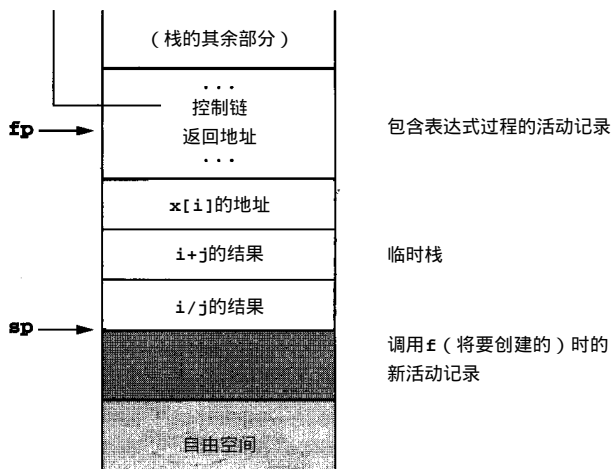 （栈的其余部分）
...
控制链
fp
返回地址
...
包含表达式过程的活动记录
x[i]的地址
i+j的结果
临时栈
i/j的结果
sp
调用f（将要创建的）时的
新活动记录
自由空间